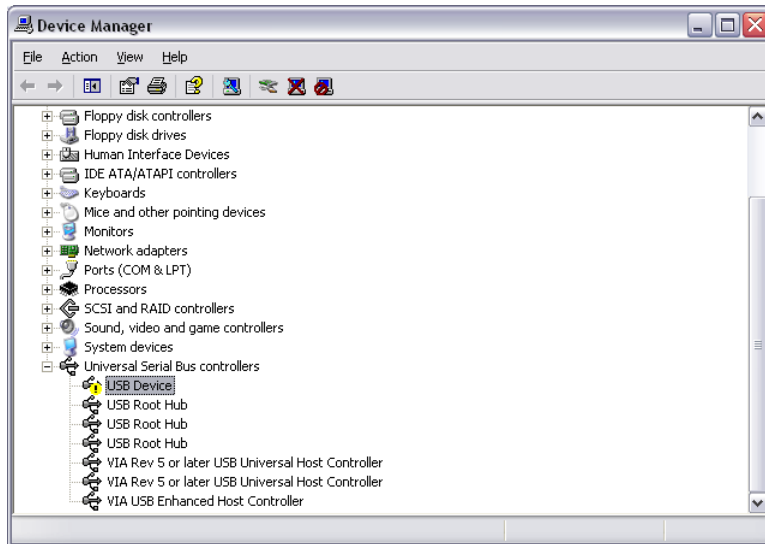 Device Manager
File Action View Help
Floppy disk controllers
Floppy disk drives
Human Interface Devices
IDE ATA/ATAPI controllers
Keyboards
Mice and other pointing devices
Monitors
Network adapters
Ports (COM & LPT)
Processors
SCSI and RAID controllers
Sound, video and game controllers
System devices
Universal Serial Bus controllers
USB Device
USB Root Hub
USB Root Hub
USB Root Hub
VIA Rev 5 or later USB Universal Host Controller
VIA Rev 5 or later USB Universal Host Controller
VIA USB Enhanced Host Controller